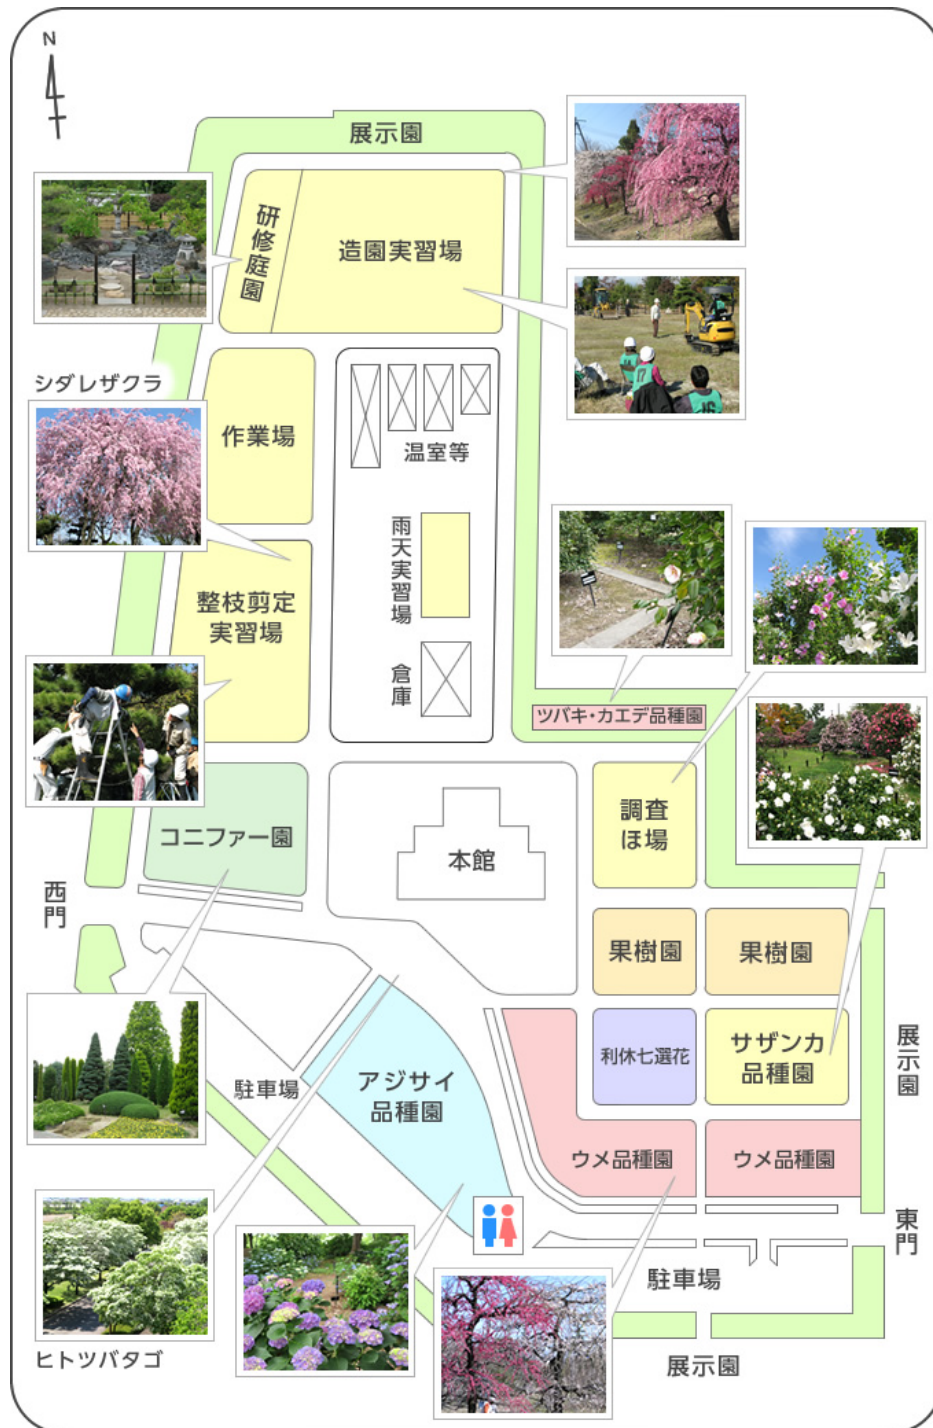 N
展示園
研修庭園
造園実習場
シダレザクラ
作業場
温室等
雨天実習場
整枝剪定
実習場
倉庫
ツバキ・カエデ品種園
コニファー園
本館
調査
ほ場
西門
果樹園
果樹園
利休七選花
サザンカ
品種園
展示園
駐車場
アジサイ
品種園
ウメ品種園
ウメ品種園
東門
駐車場
ヒトツバタゴ
展示園
17
16